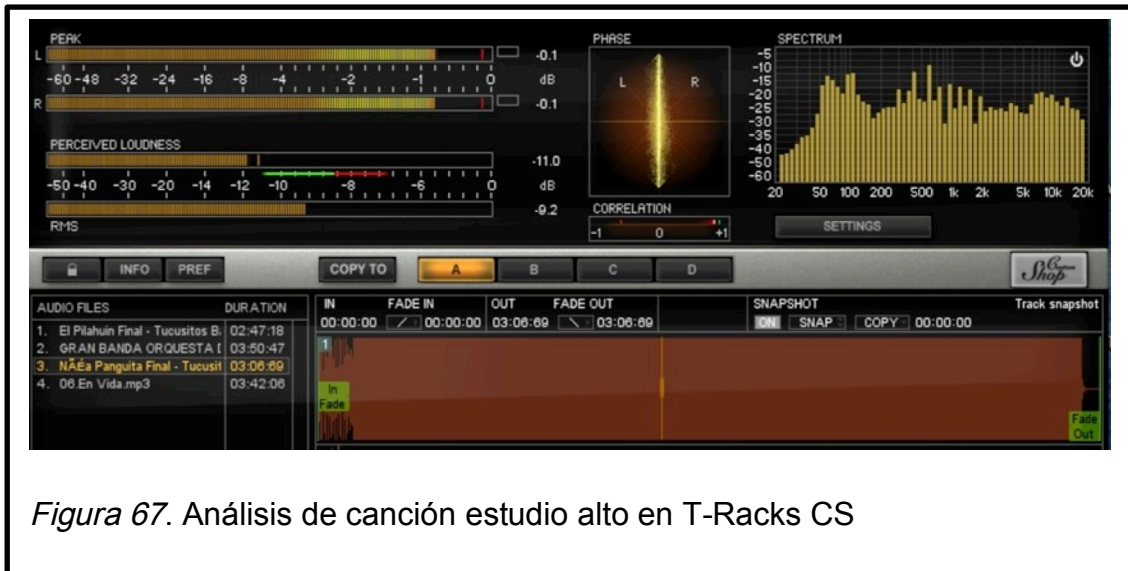 PEAK
L
-0.1
-60 -48 -32 -24 -16 -8 -4 -2 -1 0 dB
R
-0.1
PERCEIVED LOUDNESS
-11.0
-50 -40 -30 -20 -14 -12 -10 -8 -6 0 dB
-9.2
RMS
PHASE
L R
CORRELATION
-1 0 +1
SPECTRUM
-5
-10
-15
-20
-25
-30
-35
-40
-50
-60
20 50 100 200 500 1k 2k 5k 10k 20k
SETTINGS
INFO PREF COPY TO A B C D Custom Shop
AUDIO FILES DURATION
1. El Pilahuin Final - Tucusitos B. 02:47:18
2. GRAN BANDA ORQUESTA [ 03:50:47
3. NÃÉa Panguita Final - Tucusit 03:06:69
4. 06.En Vida.mp3 03:42:06
IN FADE IN OUT FADE OUT SNAPSHOT Track snapshot
00:00:00 00:00:00 03:06:69 03:06:69 ON SNAP COPY 00:00:00
1
In
Fade
Fade
Out
Figura 67. Análisis de canción estudio alto en T-Racks CS